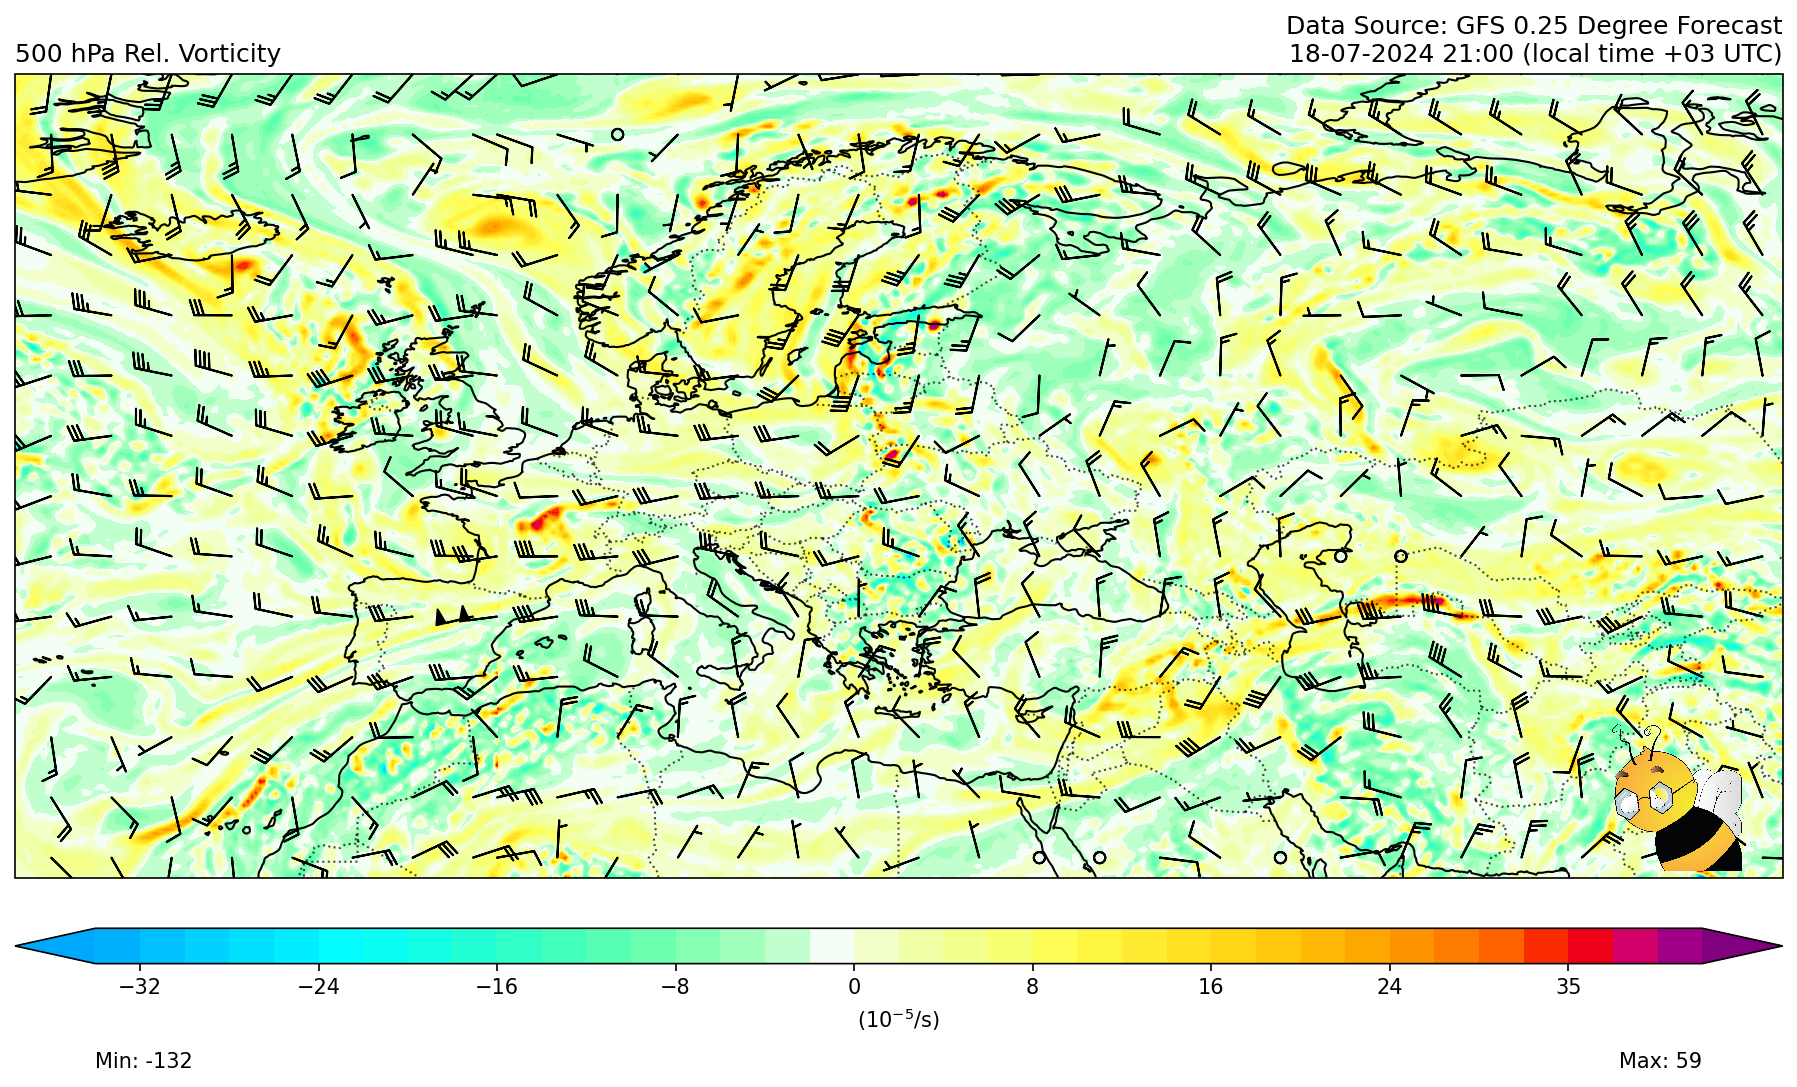 Data Source: GFS 0.25 Degree Forecast
500 hPa Rel. Vorticity
18-07-2024 21:00 (local time +03 UTC)
−32 −24 −16 −8 0 8 16 24 35
(10⁻⁵/s)
Min: -132
Max: 59